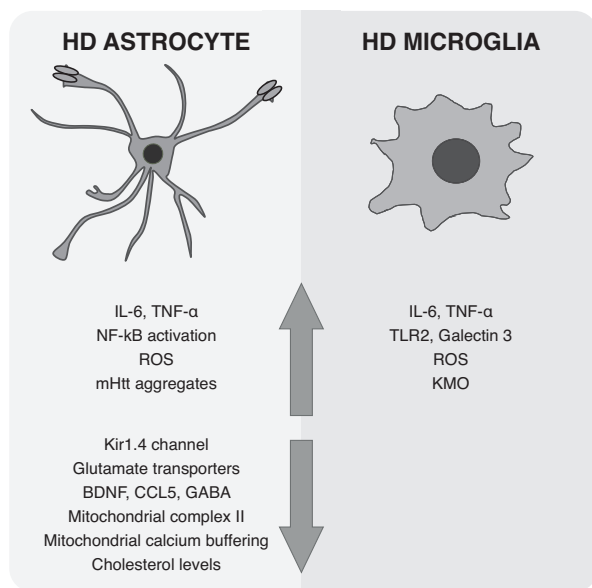 HD ASTROCYTE
HD MICROGLIA
IL-6, TNF-α
NF-kB activation
ROS
mHtt aggregates
IL-6, TNF-α
TLR2, Galectin 3
ROS
KMO
Kir1.4 channel
Glutamate transporters
BDNF, CCL5, GABA
Mitochondrial complex II
Mitochondrial calcium buffering
Cholesterol levels